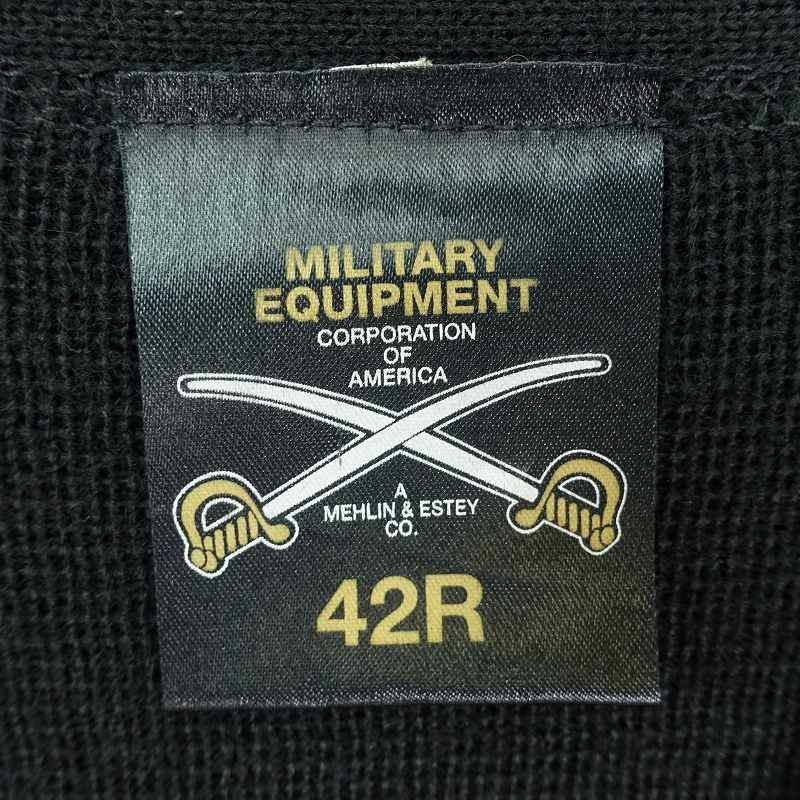 MILITARY
EQUIPMENT
CORPORATION
OF
AMERICA
A
MEHLIN & ESTEY
CO.
42R